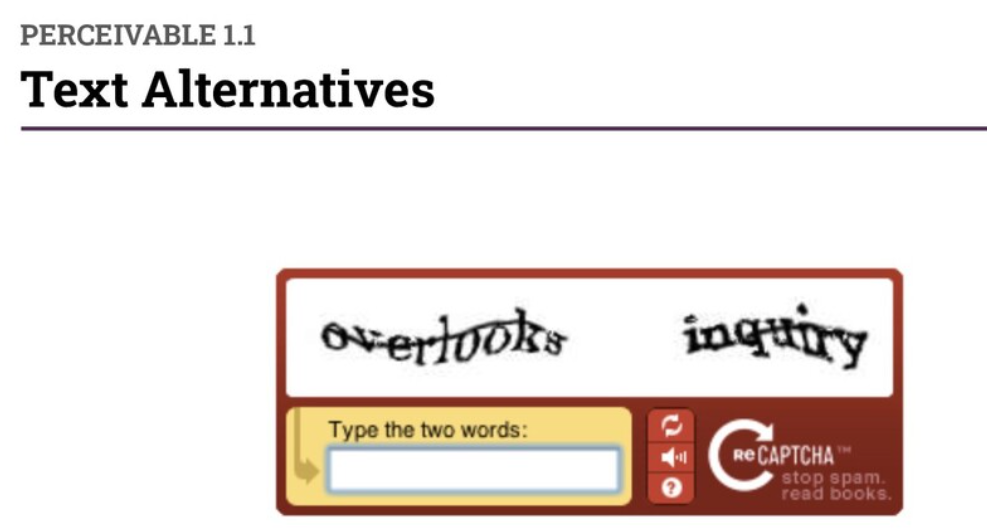 PERCEIVABLE 1.1
Text Alternatives
overlooks inquiry
Type the two words:
ReCAPTCHA™
stop spam.
read books.